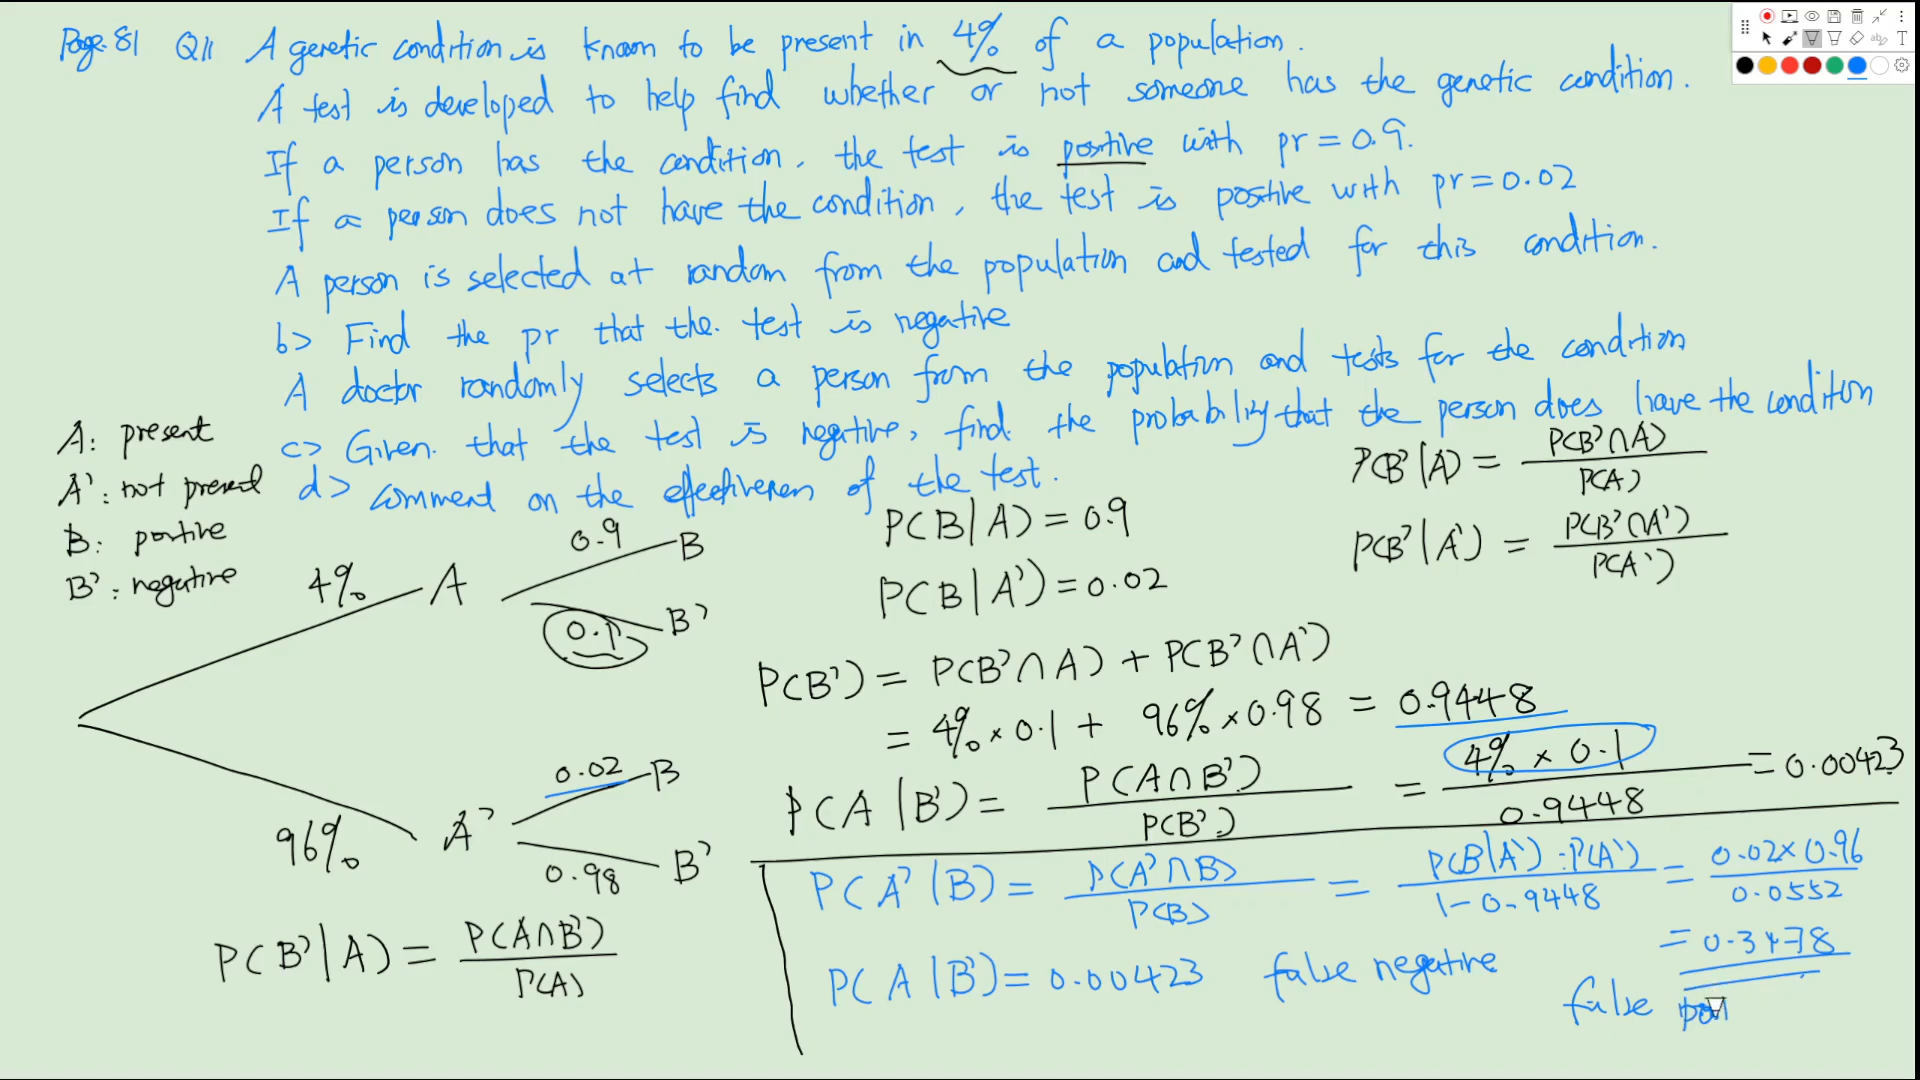 Page.81 Q11 A genetic condition is known to be present in 4% of a population.
A test is developed to help find whether or not someone has the genetic condition.
If a person has the condition, the test is positive with pr = 0.9.
If a person does not have the condition, the test is positive with pr = 0.02
A person is selected at random from the population and tested for this condition.
b> Find the pr that the test is negative
A doctor randomly selects a person from the population and tests for the condition
c> Given. that the test is negative, find. the probability that the person does have the condition
d> comment on the effectiveness of the test.
A: present
A': not present
B: positive
B': negative
4% A 0.9 B
0.1 B'
96% A' 0.02 B
0.98 B'
P(B'|A) = P(A∩B')/P(A)
P(B|A) = 0.9
P(B|A') = 0.02
P(B'|A) = P(B'∩A)/P(A)
P(B'|A') = P(B'∩A')/P(A')
P(B') = P(B'∩A) + P(B'∩A')
= 4% × 0.1 + 96% × 0.98 = 0.9448
P(A|B') = P(A∩B')/P(B') = 4% × 0.1/0.9448 = 0.00423
P(A'|B) = P(A'∩B)/P(B) = P(B|A')·P(A')/1-0.9448 = 0.02×0.96/0.0552
= 0.3478
P(A|B') = 0.00423 false negative
false pos
T